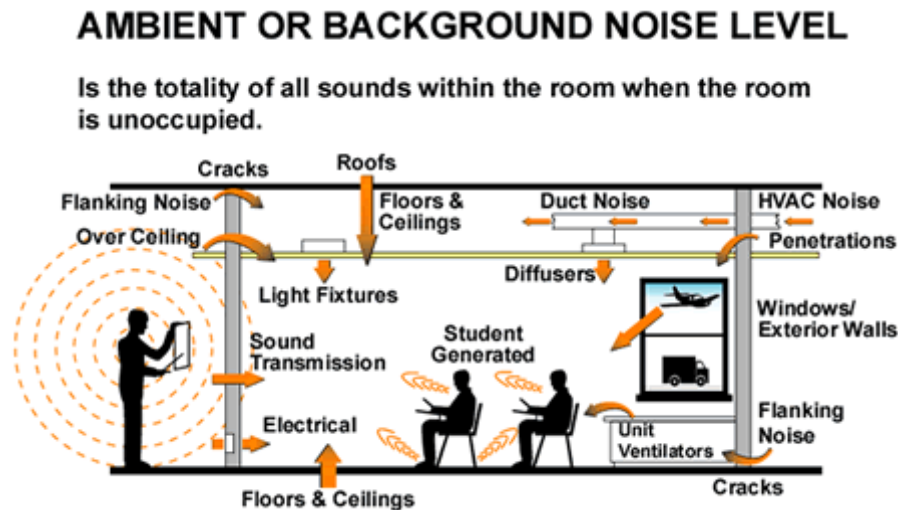 AMBIENT OR BACKGROUND NOISE LEVEL
Is the totality of all sounds within the room when the room
is unoccupied.
Cracks
Roofs
Flanking Noise
Floors &
Ceilings
Duct Noise
HVAC Noise
Over Ceiling
Penetrations
Diffusers
Light Fixtures
Windows/
Exterior Walls
Student
Generated
Sound
Transmission
Electrical
Flanking
Noise
Unit
Ventilators
Floors & Ceilings
Cracks